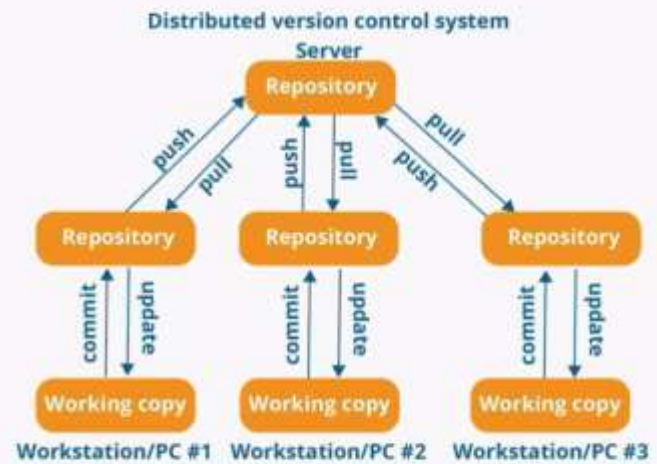 Distributed version control system
Server
Repository
push
pull
push
pull
pull
push
Repository
Repository
Repository
commit
update
commit
update
commit
update
Working copy
Working copy
Working copy
Workstation/PC #1
Workstation/PC #2
Workstation/PC #3